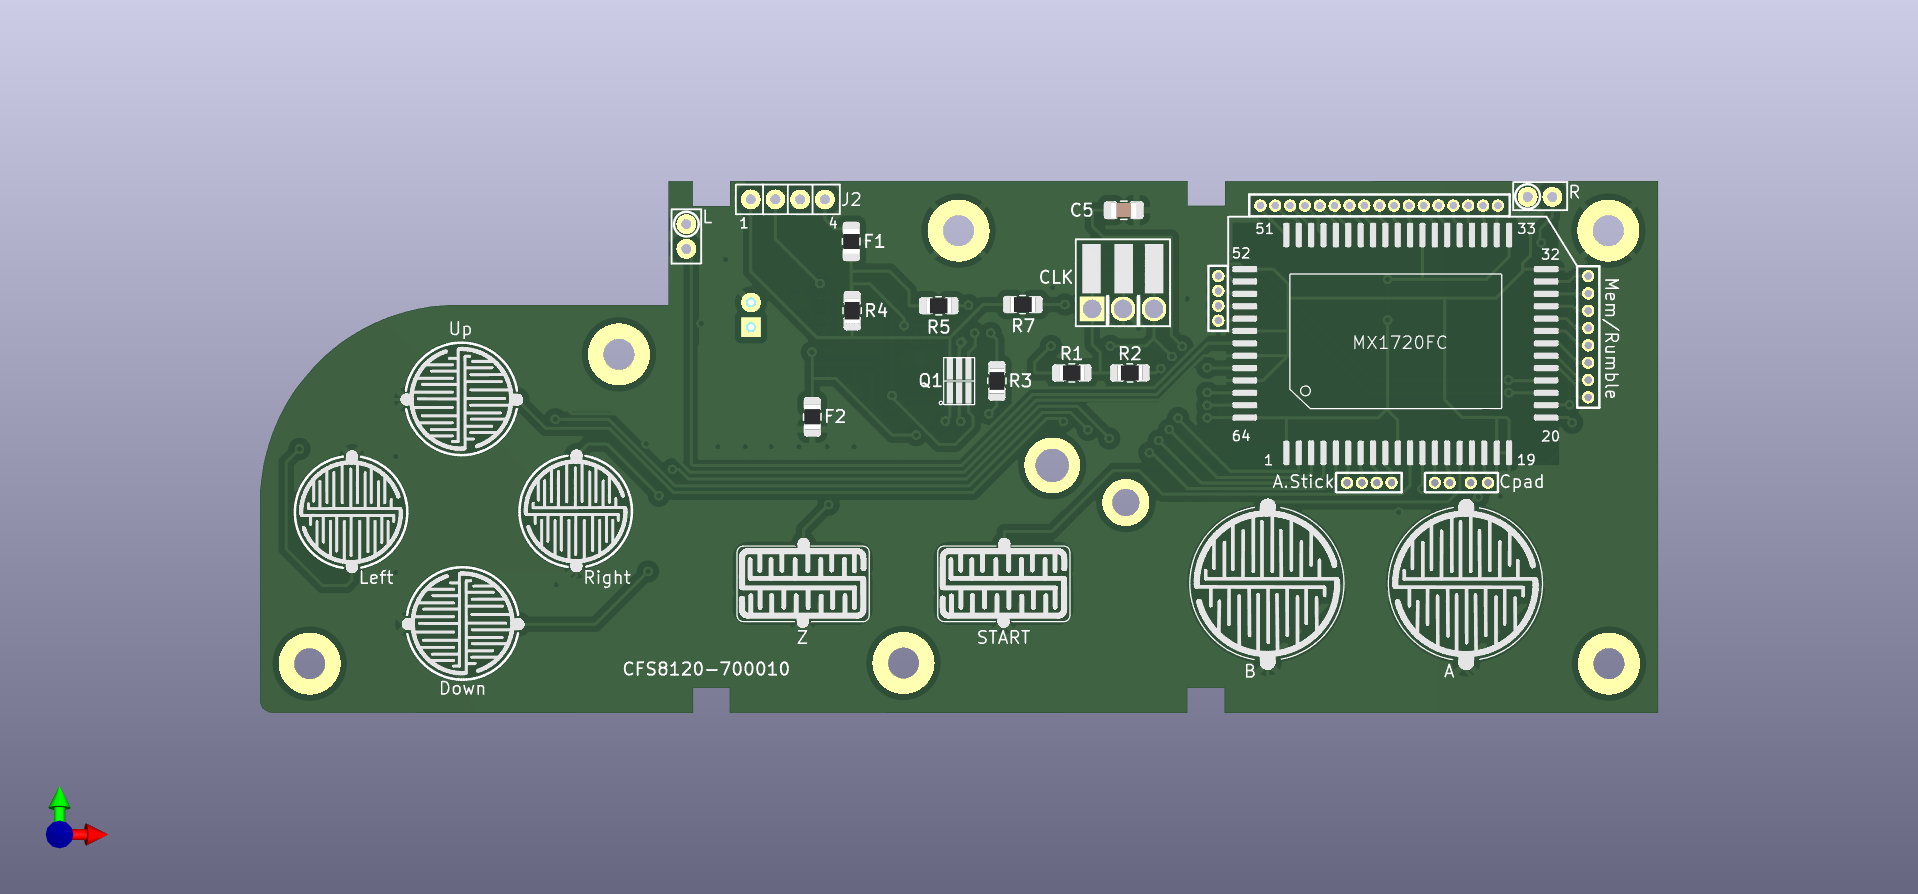 L
J2
1
4
F1
C5
R
51
33
52
32
CLK
Mem/Rumble
R4
R5
R7
Up
MX1720FC
R1
R2
Q1
R3
F2
64
20
1
19
A.Stick
Cpad
Left
Right
Z
START
CFS8120-700010
B
A
Down